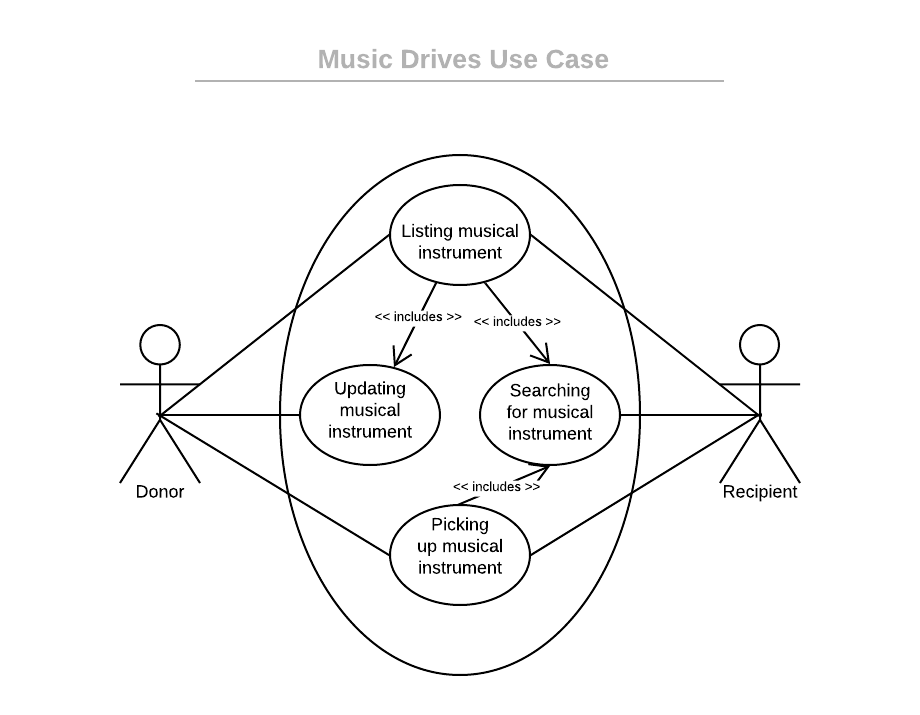 Music Drives Use Case
Listing musical
instrument
<< includes >>
<< includes >>
Updating
musical
instrument
Searching
for musical
instrument
<< includes >>
Donor
Recipient
Picking
up musical
instrument